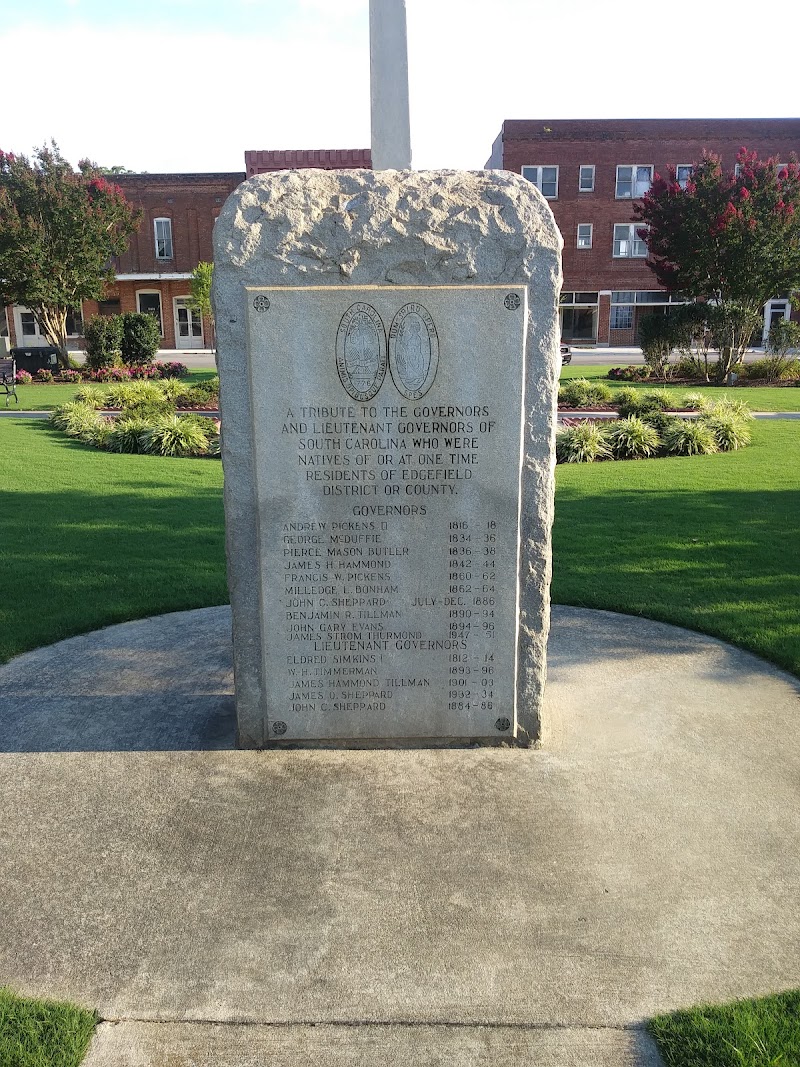 A TRIBUTE TO THE GOVERNORS
AND LIEUTENANT GOVERNORS OF
SOUTH CAROLINA WHO WERE
NATIVES OF OR AT ONE TIME
RESIDENTS OF EDGEFIELD
DISTRICT OR COUNTY.
GOVERNORS
ANDREW PICKENS 1816 - 18
GEORGE McDUFFIE 1834 - 36
PIERCE MASON BUTLER 1836 - 38
JAMES H. HAMMOND 1842 - 44
FRANCIS W. PICKENS 1860 - 62
MILLEDGE L. BONHAM 1862 - 64
JOHN C. SHEPPARD JULY-DEC. 1886
BENJAMIN R. TILLMAN 1890 - 94
JOHN GARY EVANS 1894 - 96
JAMES STROM THURMOND 1947 - 51
LIEUTENANT GOVERNORS
ELDRED SIMKINS 1812 - 14
W. H. TIMMERMAN 1893 - 96
JAMES HAMMOND TILLMAN 1901 - 03
JAMES O. SHEPPARD 1932 - 34
JOHN C. SHEPPARD 1884 - 86